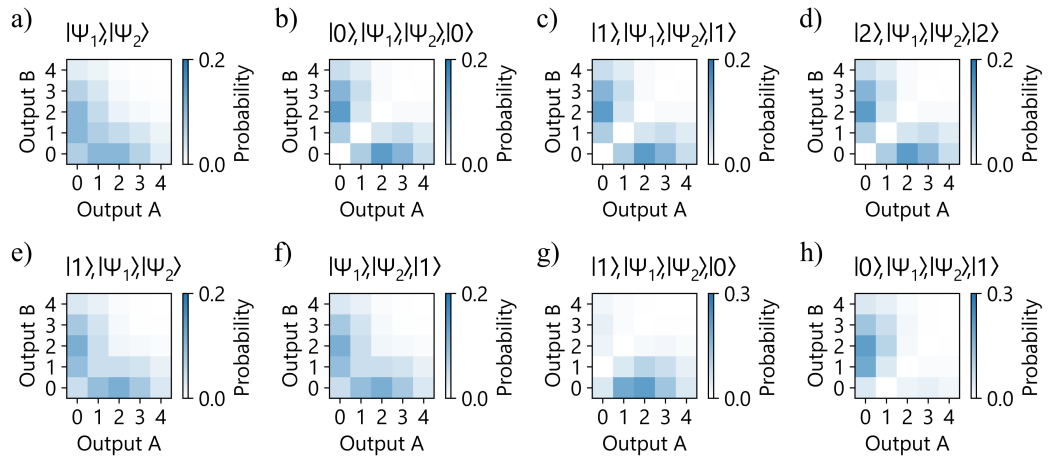 a)
|Ψ₁⟩,|Ψ₂⟩
Output B
4
3
2
1
0
0 1 2 3 4
Output A
0.2
0.0
Probability
b)
|0⟩,|Ψ₁⟩,|Ψ₂⟩,|0⟩
Output B
4
3
2
1
0
0 1 2 3 4
Output A
0.2
0.0
Probability
c)
|1⟩,|Ψ₁⟩,|Ψ₂⟩,|1⟩
Output B
4
3
2
1
0
0 1 2 3 4
Output A
0.2
0.0
Probability
d)
|2⟩,|Ψ₁⟩,|Ψ₂⟩,|2⟩
Output B
4
3
2
1
0
0 1 2 3 4
Output A
0.2
0.0
Probability
e)
|1⟩,|Ψ₁⟩,|Ψ₂⟩
Output B
4
3
2
1
0
0 1 2 3 4
Output A
0.2
0.0
Probability
f)
|Ψ₁⟩,|Ψ₂⟩,|1⟩
Output B
4
3
2
1
0
0 1 2 3 4
Output A
0.2
0.0
Probability
g)
|1⟩,|Ψ₁⟩,|Ψ₂⟩,|0⟩
Output B
4
3
2
1
0
0 1 2 3 4
Output A
0.3
0.0
Probability
h)
|0⟩,|Ψ₁⟩,|Ψ₂⟩,|1⟩
Output B
4
3
2
1
0
0 1 2 3 4
Output A
0.3
0.0
Probability